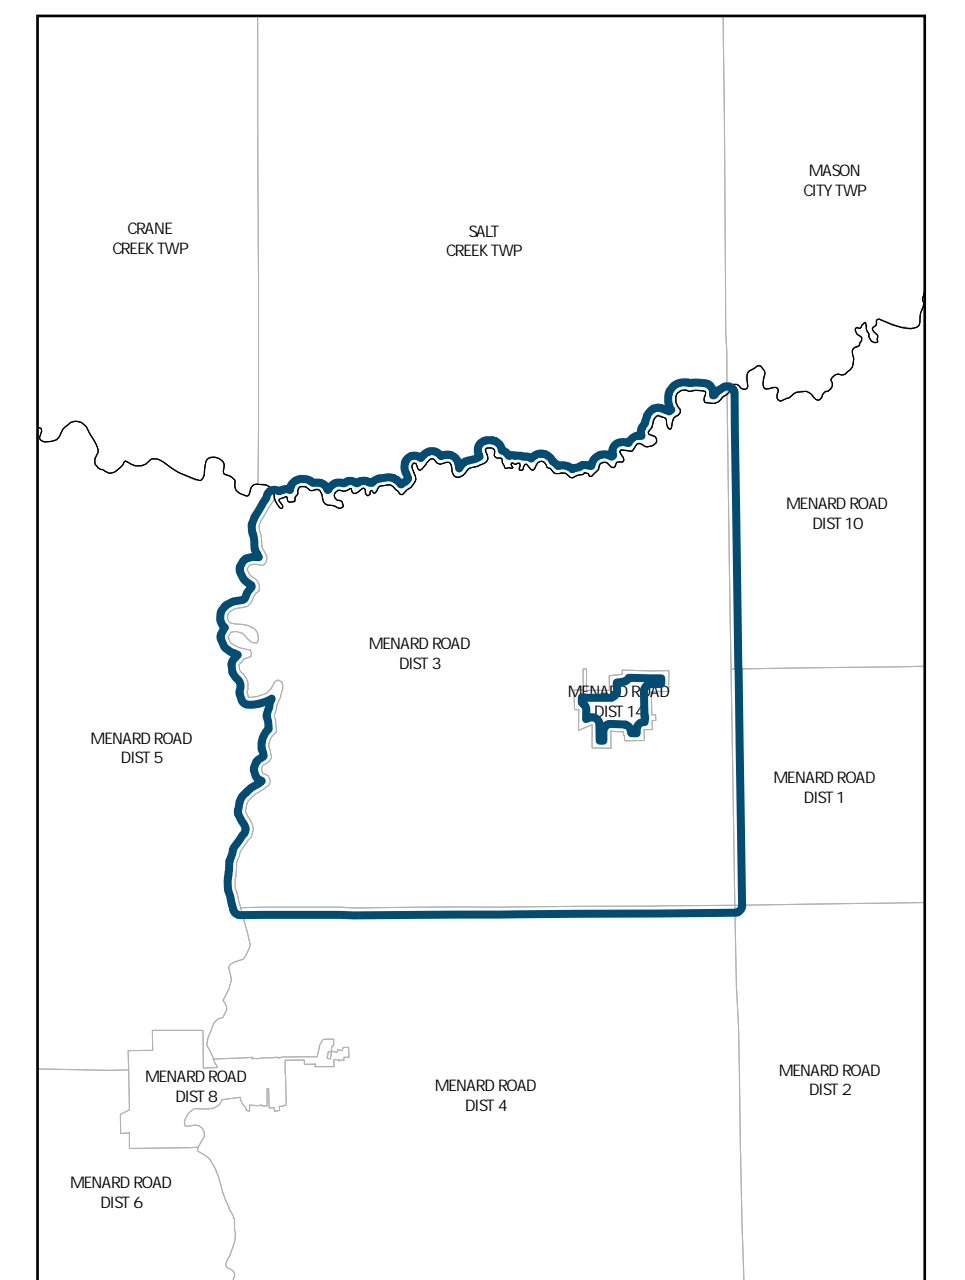 MASON
CITY TWP
CRANE
CREEK TWP
SALT
CREEK TWP
MENARD ROAD
DIST 10
MENARD ROAD
DIST 3
MENARD ROAD
DIST 14
MENARD ROAD
DIST 5
MENARD ROAD
DIST 1
MENARD ROAD
DIST 8
MENARD ROAD
DIST 4
MENARD ROAD
DIST 2
MENARD ROAD
DIST 6